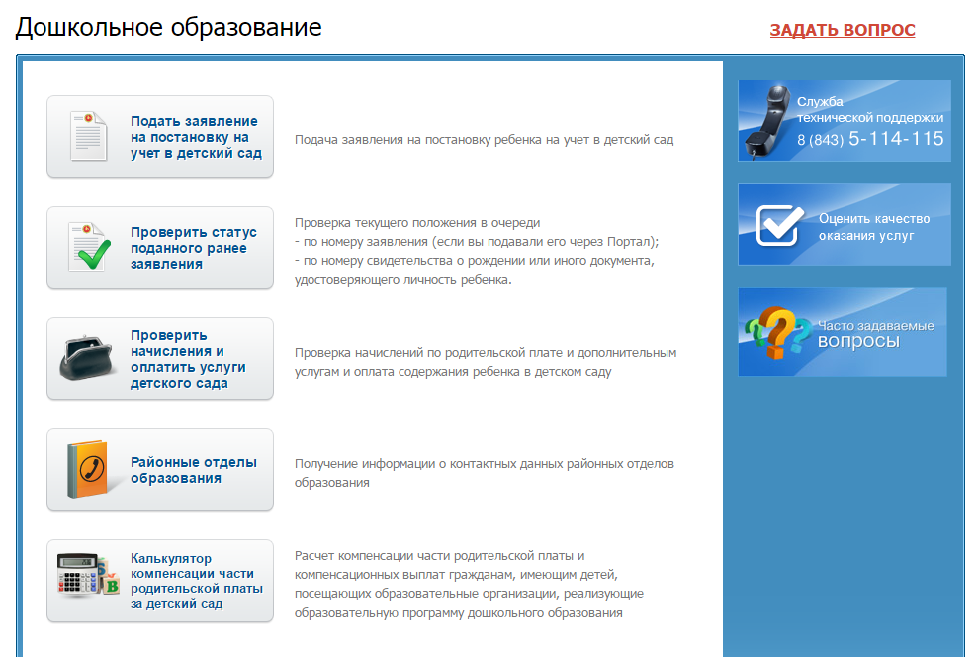 Дошкольное образование
ЗАДАТЬ ВОПРОС
Подать заявление
на постановку на
учет в детский сад
Подача заявления на постановку ребенка на учет в детский сад
Проверить статус
поданного ранее
заявления
Проверка текущего положения в очереди
- по номеру заявления (если вы подавали его через Портал);
- по номеру свидетельства о рождении или иного документа,
удостоверяющего личность ребенка.
Проверить
начисления и
оплатить услуги
детского сада
Проверка начислений по родительской плате и дополнительным
услугам и оплата содержания ребенка в детском саду
Районные отделы
образования
Получение информации о контактных данных районных отделов
образования
Калькулятор
компенсации части
родительской платы
за детский сад
Расчет компенсации части родительской платы и
компенсационных выплат гражданам, имеющим детей,
посещающих образовательные организации, реализующие
образовательную программу дошкольного образования
Служба
технической поддержки
8 (843) 5-114-115
Оценить качество
оказания услуг
Часто задаваемые
вопросы